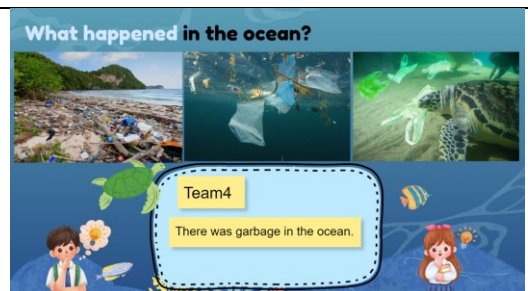 What happened in the ocean?
Team4
There was garbage in the ocean.